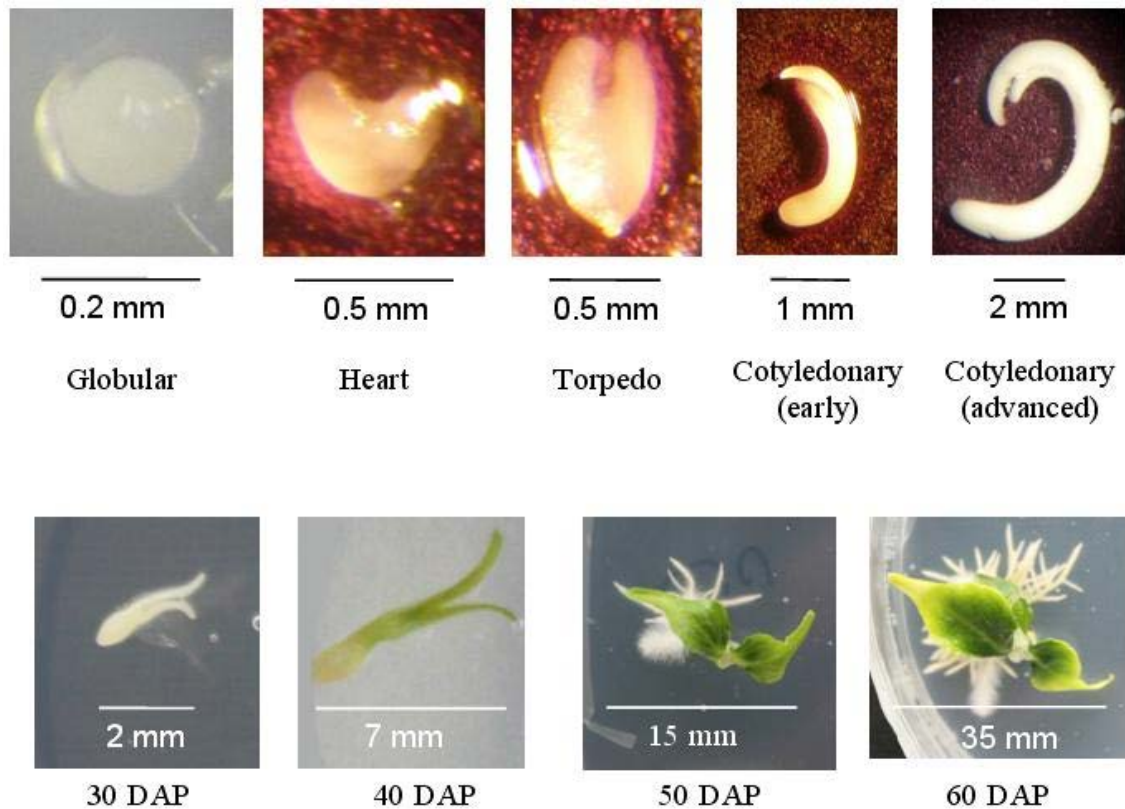 0.2 mm
0.5 mm
0.5 mm
1 mm
2 mm
Globular
Heart
Torpedo
Cotyledonary
(early)
Cotyledonary
(advanced)
2 mm
7 mm
15 mm
35 mm
30 DAP
40 DAP
50 DAP
60 DAP